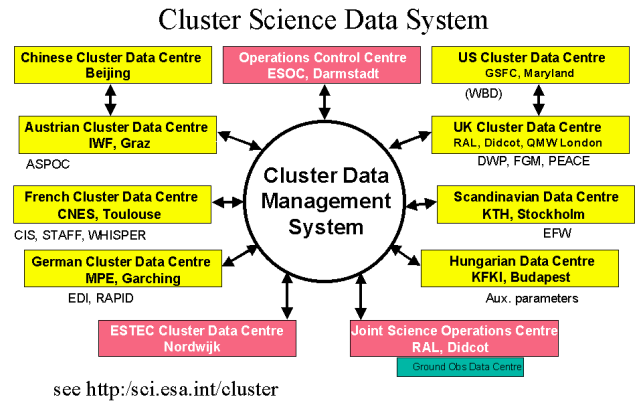 Cluster Science Data System
Chinese Cluster Data Centre
Beijing
Operations Control Centre
ESOC, Darmstadt
US Cluster Data Centre
GSFC, Maryland
(WBD)
Austrian Cluster Data Centre
IWF, Graz
ASPOC
UK Cluster Data Centre
RAL, Didcot, QMW London
DWP, FGM, PEACE
Cluster Data
Management
System
French Cluster Data Centre
CNES, Toulouse
CIS, STAFF, WHISPER
Scandinavian Data Centre
KTH, Stockholm
EFW
German Cluster Data Centre
MPE, Garching
EDI, RAPID
Hungarian Data Centre
KFKI, Budapest
Aux. parameters
ESTEC Cluster Data Centre
Nordwijk
Joint Science Operations Centre
RAL, Didcot
Ground Obs Data Centre
see http:/sci.esa.int/cluster